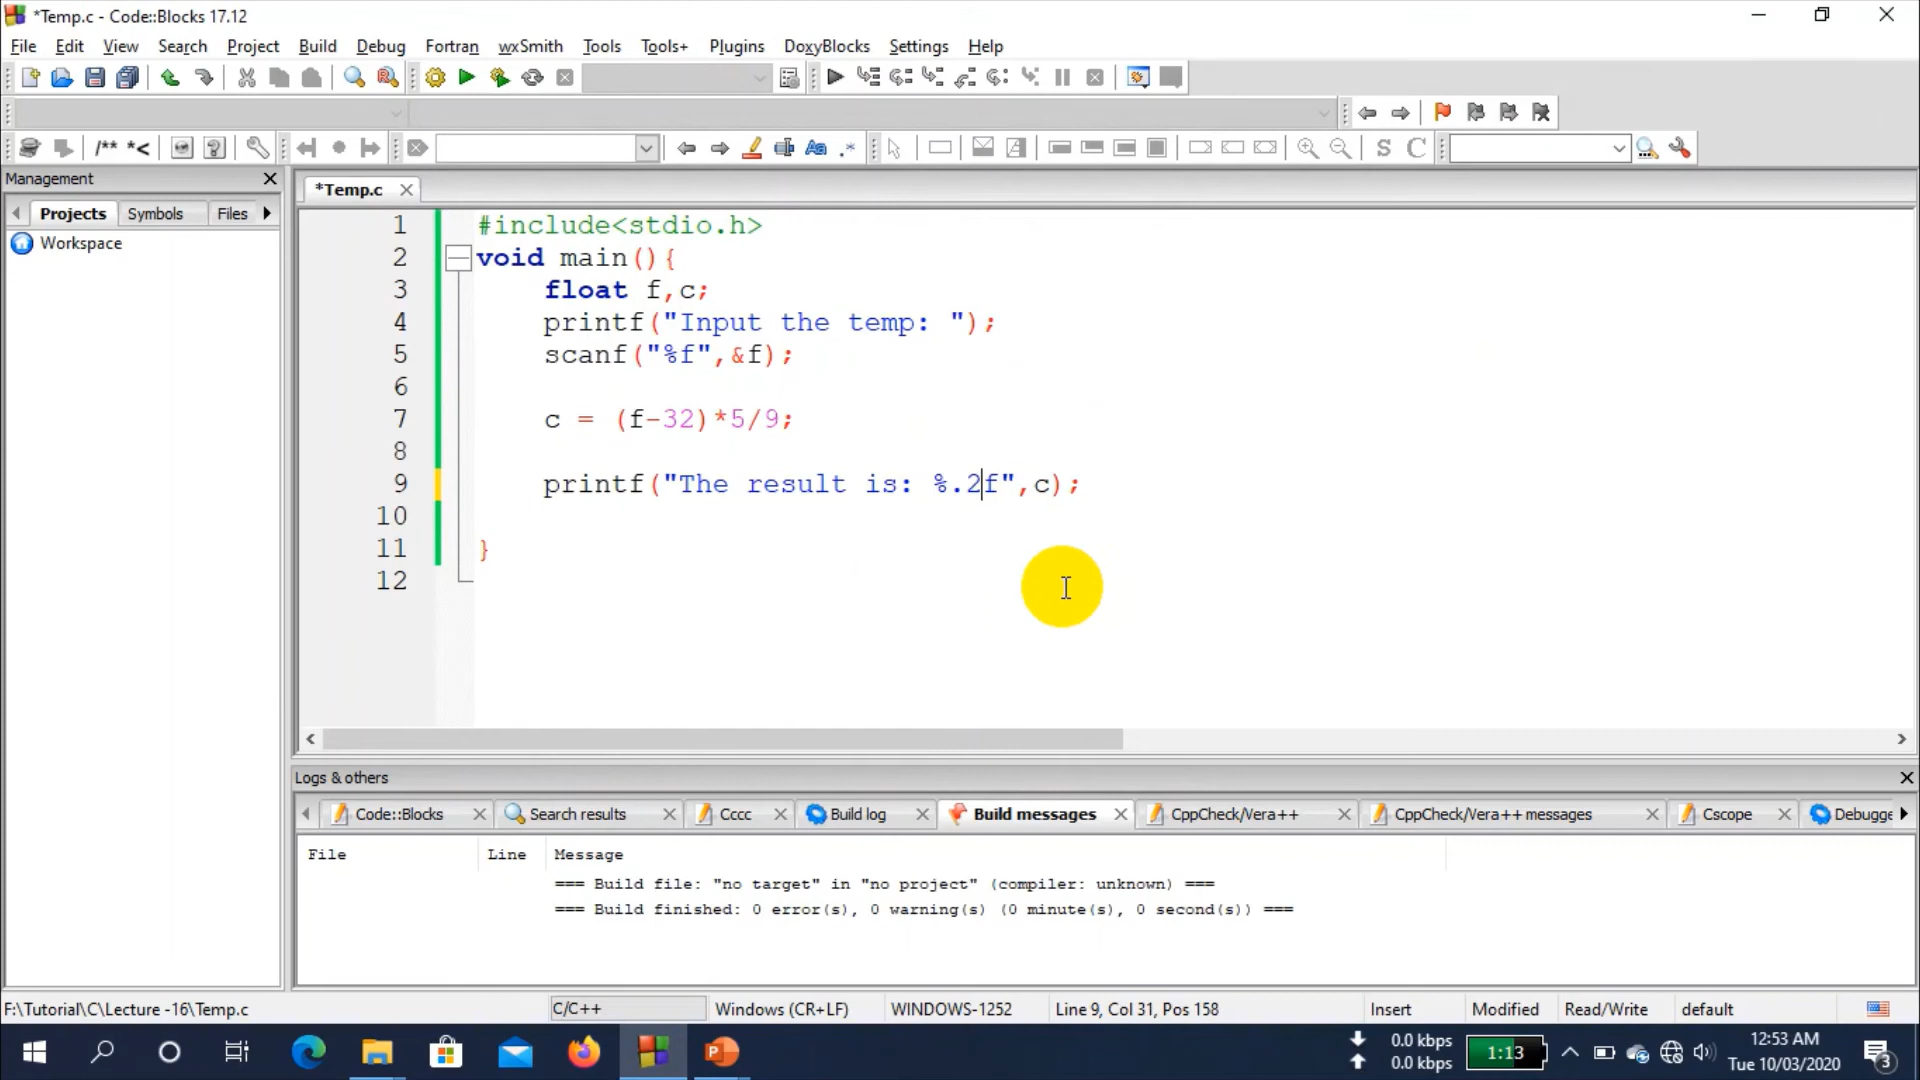 *Temp.c - Code::Blocks 17.12
File Edit View Search Project Build Debug Fortran wxSmith Tools Tools+ Plugins DoxyBlocks Settings Help
/** *<
S C
Management
Projects Symbols Files
Workspace
*Temp.c
1 #include<stdio.h>
2 void main(){
3 float f,c;
4 printf("Input the temp: ");
5 scanf("%f",&f);
6
7 c = (f-32)*5/9;
8
9 printf("The result is: %.2f",c);
10
11 }
12
Logs & others
Code::Blocks Search results Cccc Build log Build messages CppCheck/Vera++ CppCheck/Vera++ messages Cscope Debugge
File Line Message
=== Build file: "no target" in "no project" (compiler: unknown) ===
=== Build finished: 0 error(s), 0 warning(s) (0 minute(s), 0 second(s)) ===
F:\Tutorial\C\Lecture -16\Temp.c C/C++ Windows (CR+LF) WINDOWS-1252 Line 9, Col 31, Pos 158 Insert Modified Read/Write default
0.0 kbps
0.0 kbps
1:13
12:53 AM
Tue 10/03/2020
3